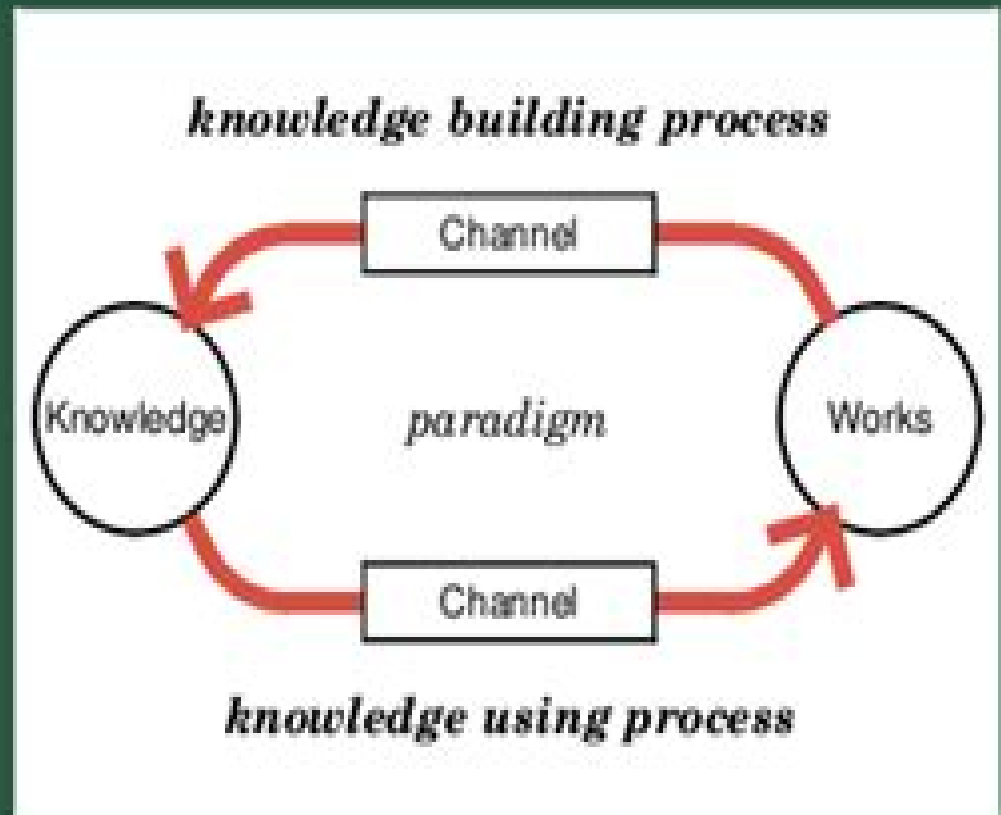 knowledge building process
Channel
Knowledge
paradigm
Works
Channel
knowledge using process